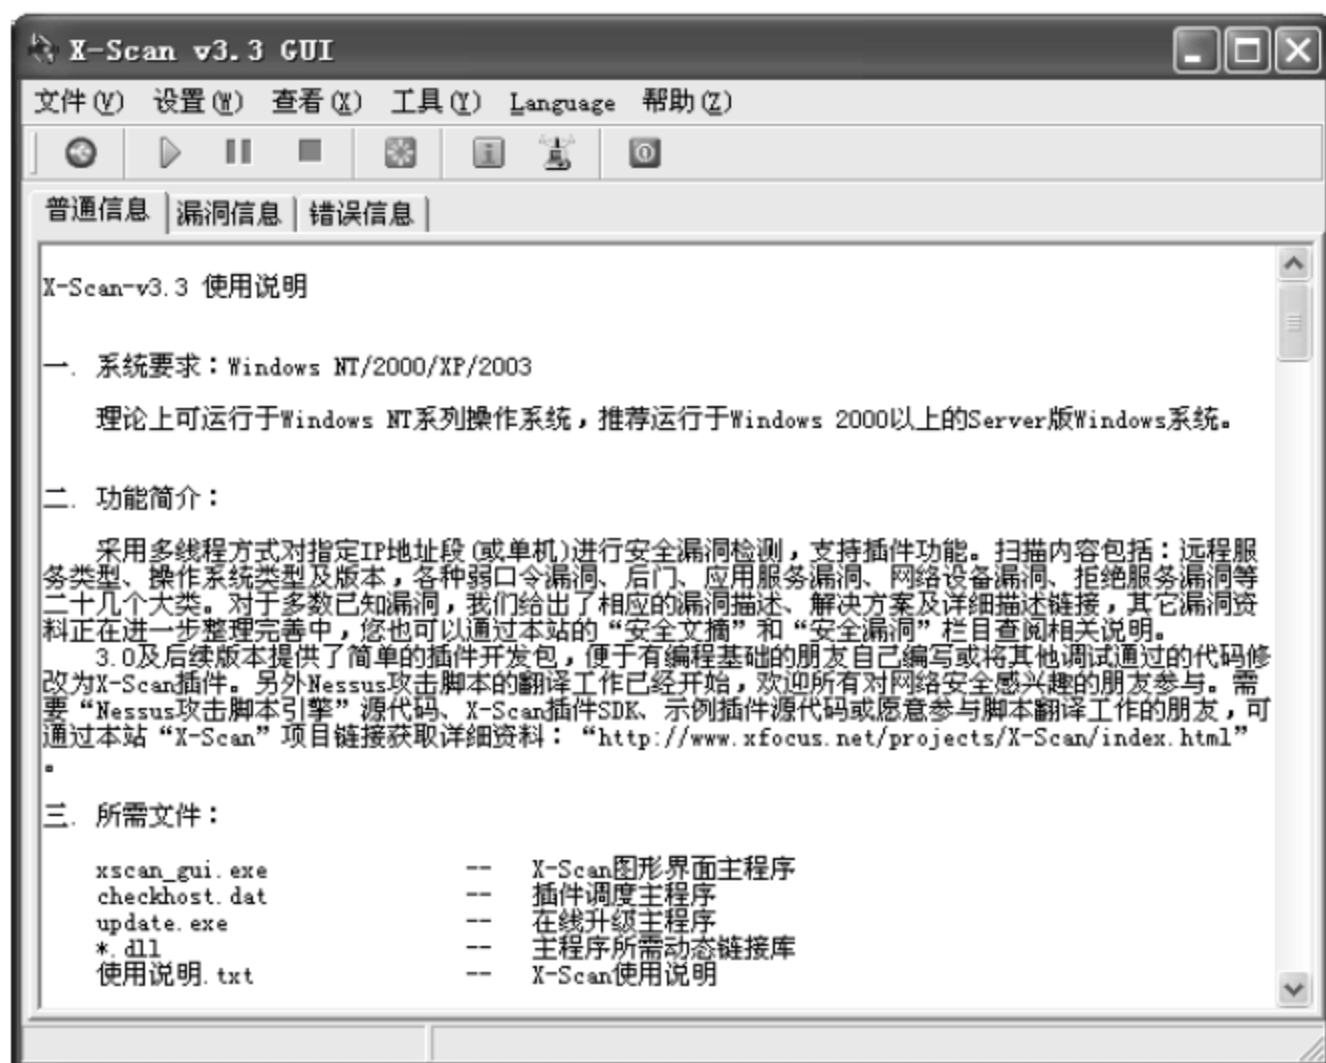 X-Scan v3.3 GUI
文件(V) 设置(W) 查看(X) 工具(Y) Language 帮助(Z)
普通信息 漏洞信息 错误信息
X-Scan-v3.3 使用说明
一. 系统要求：Windows NT/2000/XP/2003
理论上可运行于Windows NT系列操作系统，推荐运行于Windows 2000以上的Server版Windows系统。
二. 功能简介：
采用多线程方式对指定IP地址段(或单机)进行安全漏洞检测，支持插件功能。扫描内容包括：远程服
务类型、操作系统类型及版本，各种弱口令漏洞、后门、应用服务漏洞、网络设备漏洞、拒绝服务漏洞等
二十几个大类。对于多数已知漏洞，我们给出了相应的漏洞描述、解决方案及详细描述链接，其它漏洞资
料正在进一步整理完善中，您也可以通过本站的“安全文摘”和“安全漏洞”栏目查阅相关说明。
3.0及后续版本提供了简单的插件开发包，便于有编程基础的朋友自己编写或将其他调试通过的代码修
改为X-Scan插件。另外Nessus攻击脚本的翻译工作已经开始，欢迎所有对网络安全感兴趣的朋友参与。需
要“Nessus攻击脚本引擎”源代码、X-Scan插件SDK、示例插件源代码或愿意参与脚本翻译工作的朋友，可
通过本站“X-Scan”项目链接获取详细资料：“http://www.xfocus.net/projects/X-Scan/index.html”
。
三. 所需文件：
xscan_gui.exe -- X-Scan图形界面主程序
checkhost.dat -- 插件调度主程序
update.exe -- 在线升级主程序
*.dll -- 主程序所需动态链接库
使用说明.txt -- X-Scan使用说明